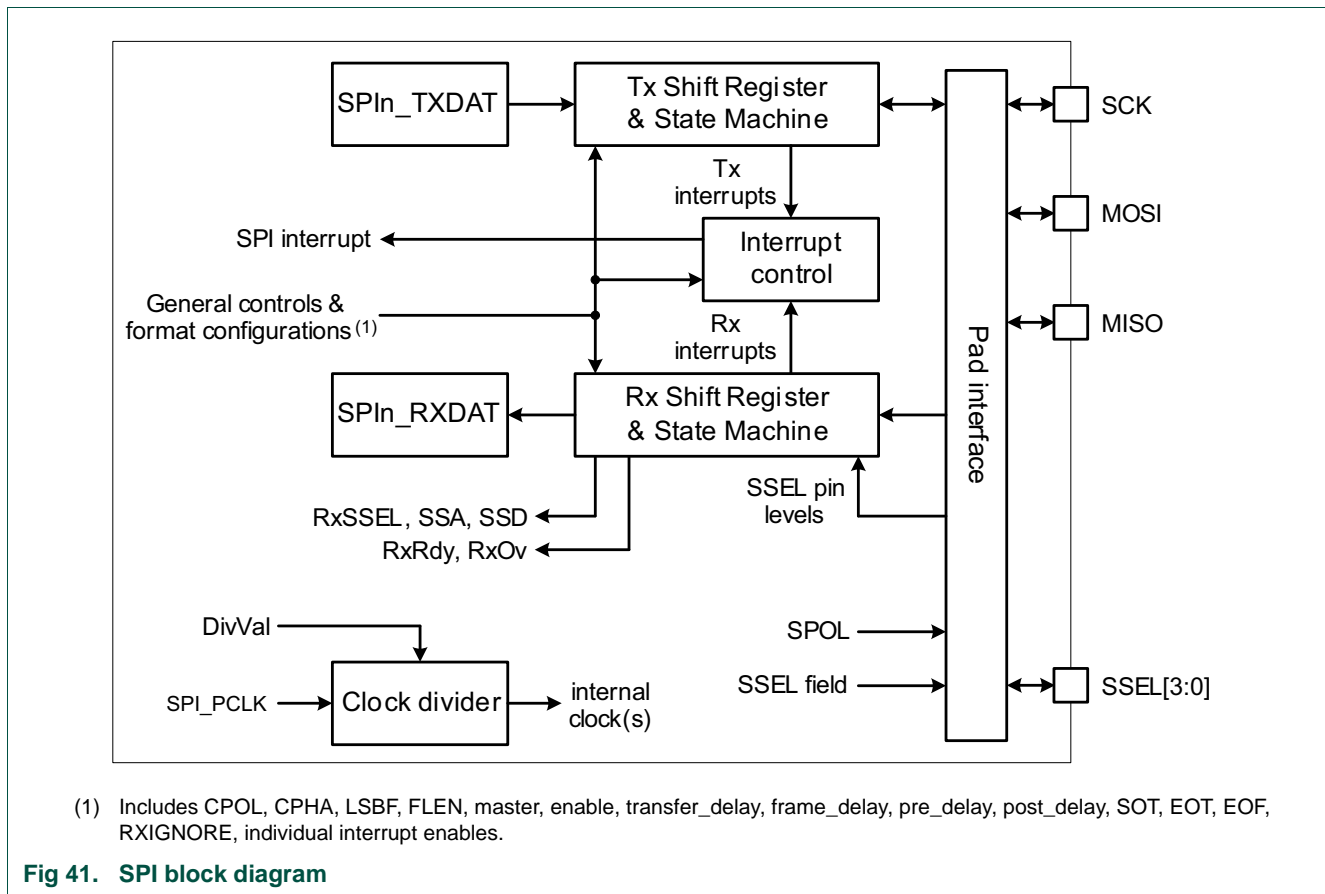 SPIn_TXDAT
Tx Shift Register
& State Machine
SCK
Tx
interrupts
MOSI
SPI interrupt
Interrupt
control
General controls &
format configurations (1)
Rx
interrupts
MISO
Pad interface
SPIn_RXDAT
Rx Shift Register
& State Machine
SSEL pin
levels
RxSSEL, SSA, SSD
RxRdy, RxOv
DivVal
SPOL
SPI_PCLK
Clock divider
internal
clock(s)
SSEL field
SSEL[3:0]
(1) Includes CPOL, CPHA, LSBF, FLEN, master, enable, transfer_delay, frame_delay, pre_delay, post_delay, SOT, EOT, EOF,
RXIGNORE, individual interrupt enables.
Fig 41. SPI block diagram